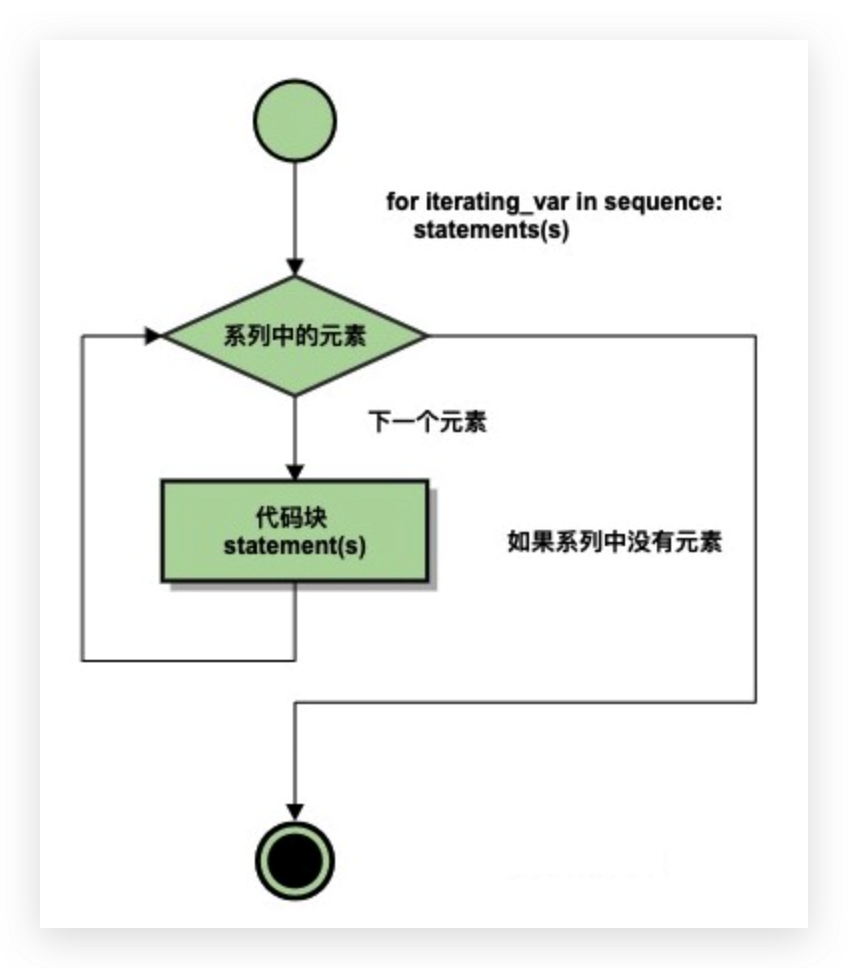 for iterating_var in sequence:
statements(s)
系列中的元素
下一个元素
代码块
statement(s)
如果系列中没有元素